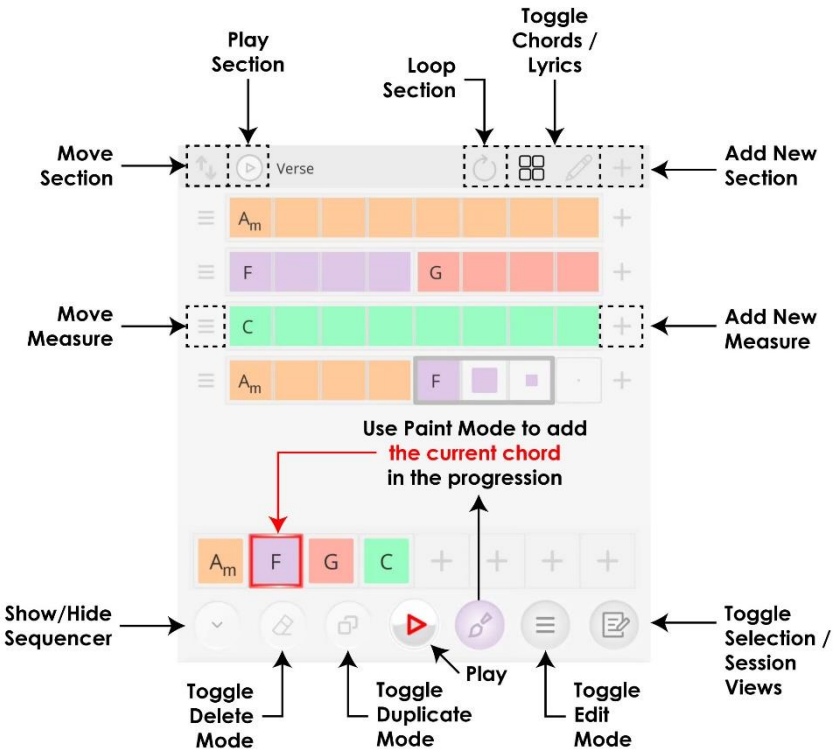 Toggle
Chords /
Lyrics
Play
Section
Loop
Section
Move
Section
Verse
Add New
Section
Am
F
G
Move
Measure
C
Add New
Measure
Am
F
Use Paint Mode to add
the current chord
in the progression
Am
F
G
C
Show/Hide
Sequencer
Toggle
Selection /
Session
Views
Play
Toggle
Delete
Mode
Toggle
Duplicate
Mode
Toggle
Edit
Mode